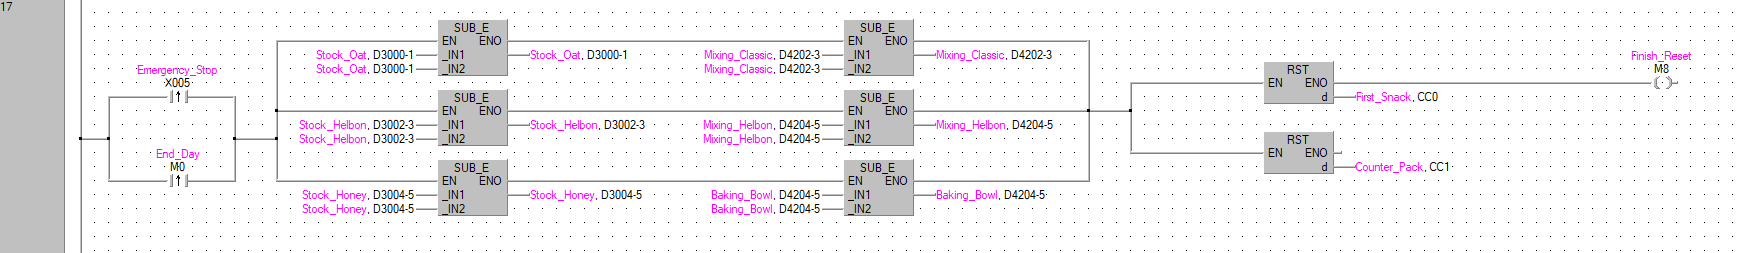 17
SUB_E
EN ENO
Stock_Oat, D3000-1 _IN1 Stock_Oat, D3000-1
Stock_Oat, D3000-1 _IN2
SUB_E
EN ENO
Mixing_Classic, D4202-3 _IN1 Mixing_Classic, D4202-3
Mixing_Classic, D4202-3 _IN2
Emergency_Stop
X005
SUB_E
EN ENO
Stock_Helbon, D3002-3 _IN1 Stock_Helbon, D3002-3
Stock_Helbon, D3002-3 _IN2
SUB_E
EN ENO
Mixing_Helbon, D4204-5 _IN1 Mixing_Helbon, D4204-5
Mixing_Helbon, D4204-5 _IN2
End_Day
M0
SUB_E
EN ENO
Stock_Honey, D3004-5 _IN1 Stock_Honey, D3004-5
Stock_Honey, D3004-5 _IN2
SUB_E
EN ENO
Baking_Bowl, D4204-5 _IN1 Baking_Bowl, D4204-5
Baking_Bowl, D4204-5 _IN2
RST
EN ENO
d First_Snack, CC0
Finish_Reset
M8
RST
EN ENO
d Counter_Pack, CC1